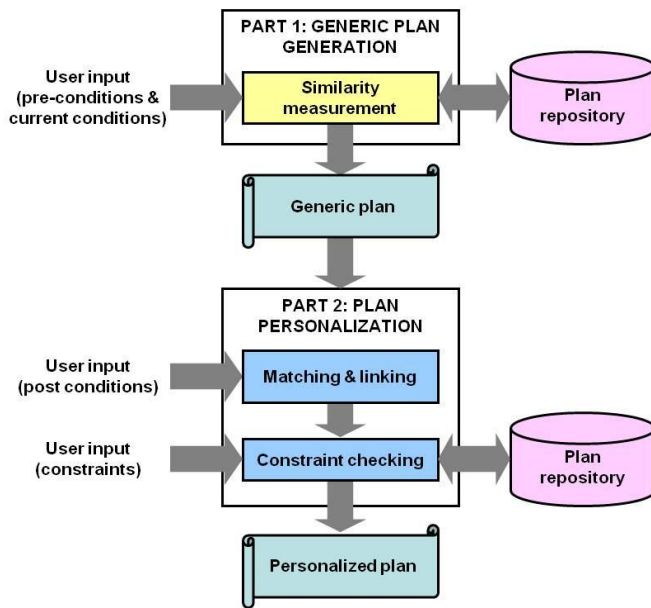 PART 1: GENERIC PLAN
GENERATION
User input
(pre-conditions &
current conditions)
Similarity
measurement
Plan
repository
Generic plan
PART 2: PLAN
PERSONALIZATION
User input
(post conditions)
Matching & linking
User input
(constraints)
Constraint checking
Plan
repository
Personalized plan